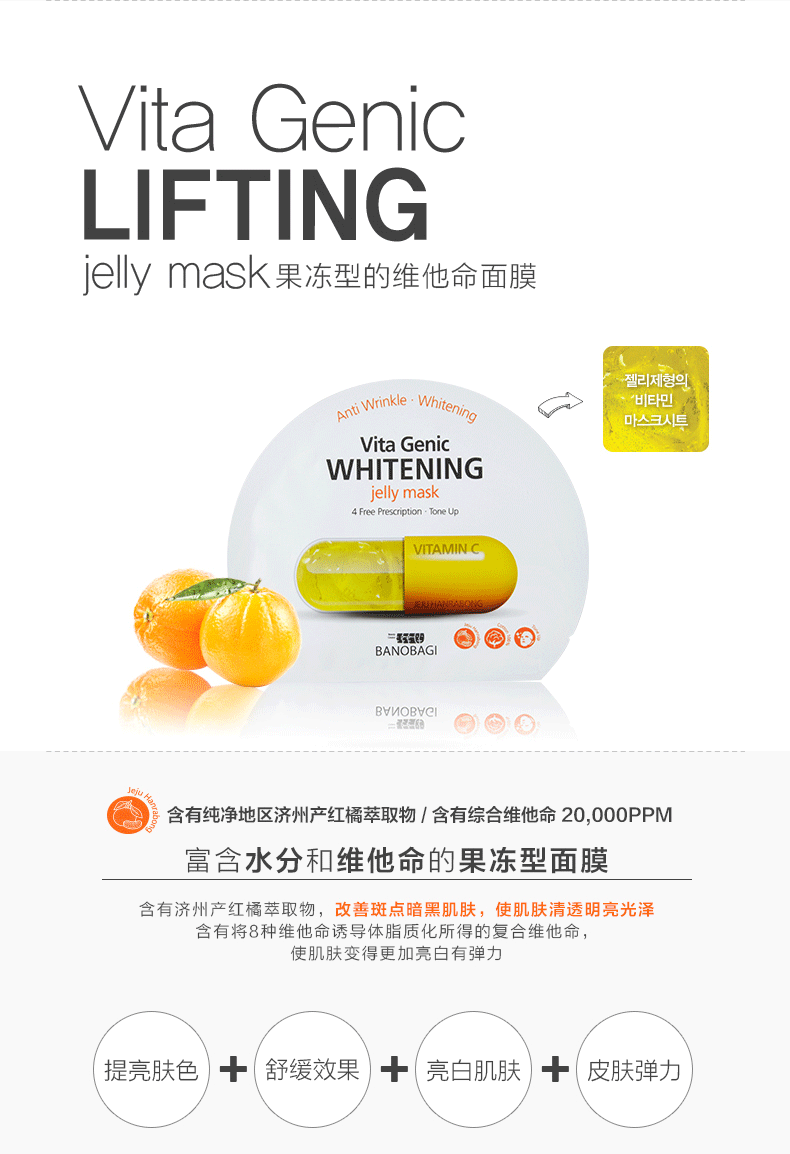 Vita Genic
LIFTING
jelly mask 果冻型的维他命面膜
젤리제형의
비타민
마스크시트
Anti Wrinkle · Whitening
Vita Genic
WHITENING
jelly mask
4 Free Prescription · Tone Up
VITAMIN C
JEJU HANRABONG
BANOBAGI
BANOBAGI
Jeju Hanrabong
含有纯净地区济州产红橘萃取物 / 含有综合维他命 20,000PPM
富含水分和维他命的果冻型面膜
含有济州产红橘萃取物，改善斑点暗黑肌肤，使肌肤清透明亮光泽
含有将8种维他命诱导体脂质化所得的复合维他命，
使肌肤变得更加亮白有弹力
提亮肤色 + 舒缓效果 + 亮白肌肤 + 皮肤弹力